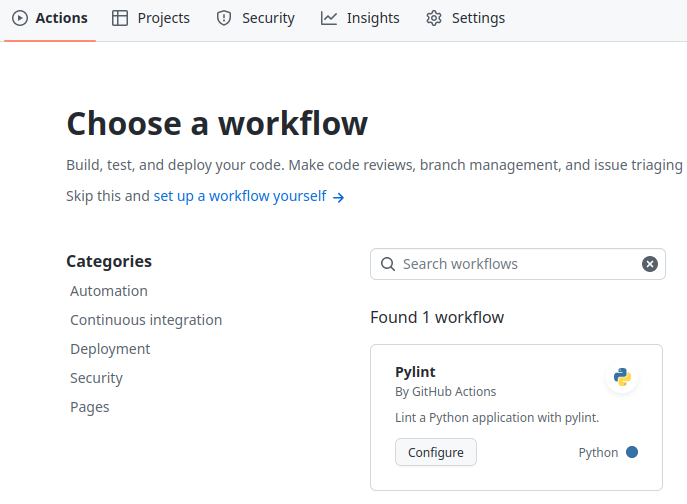 Actions Projects Security Insights Settings
Choose a workflow
Build, test, and deploy your code. Make code reviews, branch management, and issue triaging
Skip this and set up a workflow yourself →
Categories
Automation
Continuous integration
Deployment
Security
Pages
Search workflows
Found 1 workflow
Pylint
By GitHub Actions
Lint a Python application with pylint.
Configure Python